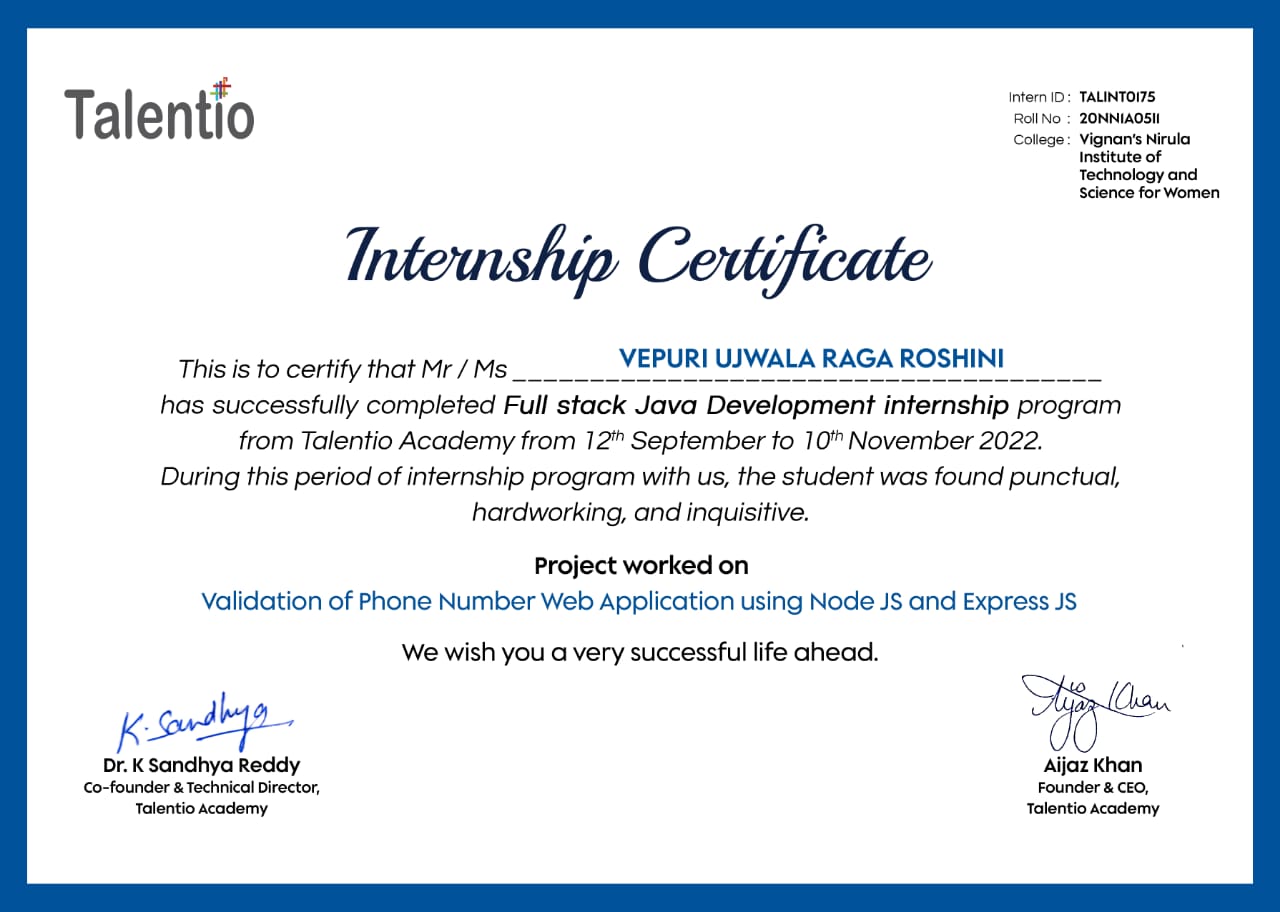 Talentio
Intern ID : TALINT0175
Roll No : 20NN1A0511
College : Vignan's Nirula
Institute of
Technology and
Science for Women
Internship Certificate
VEPURI UJWALA RAGA ROSHINI
This is to certify that Mr / Ms ______________________________________
has successfully completed Full stack Java Development internship program
from Talentio Academy from 12th September to 10th November 2022.
During this period of internship program with us, the student was found punctual,
hardworking, and inquisitive.
Project worked on
Validation of Phone Number Web Application using Node JS and Express JS
We wish you a very successful life ahead.
K. Sandhya
Dr. K Sandhya Reddy
Co-founder & Technical Director,
Talentio Academy
Aijaz Khan
Aijaz Khan
Founder & CEO,
Talentio Academy